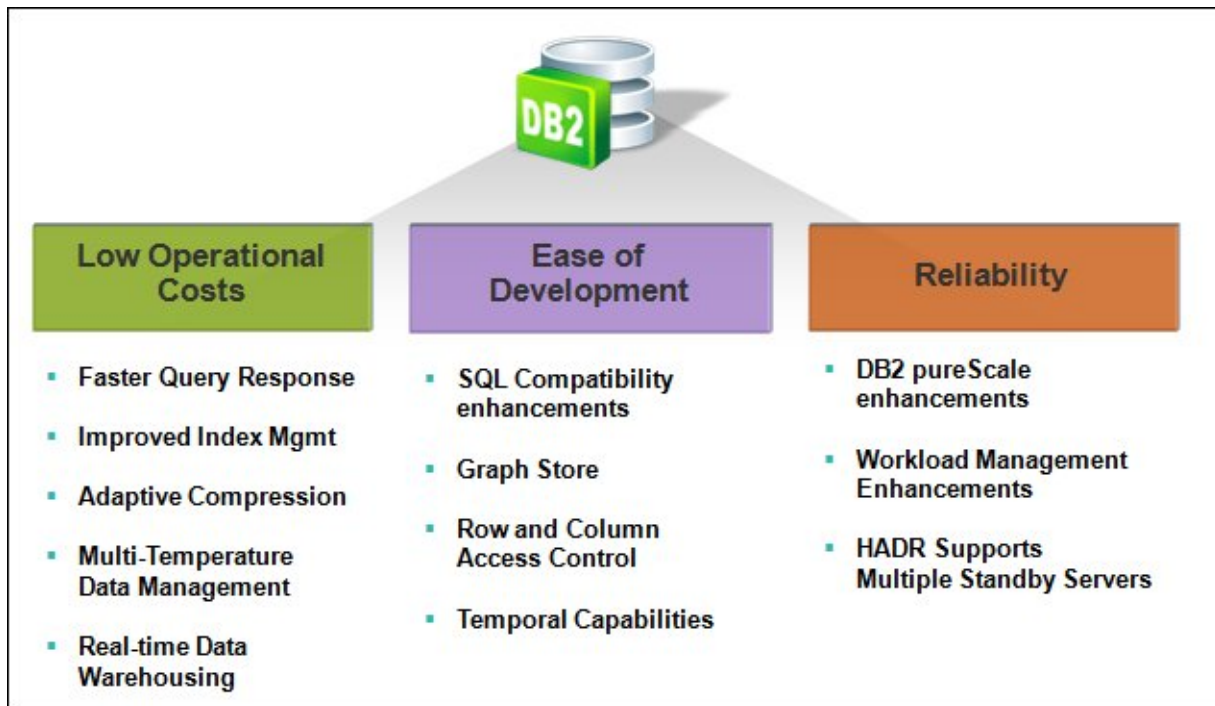 DB2
Low Operational
Costs
Faster Query Response
Improved Index Mgmt
Adaptive Compression
Multi-Temperature
Data Management
Real-time Data
Warehousing
Ease of
Development
SQL Compatibility
enhancements
Graph Store
Row and Column
Access Control
Temporal Capabilities
Reliability
DB2 pureScale
enhancements
Workload Management
Enhancements
HADR Supports
Multiple Standby Servers